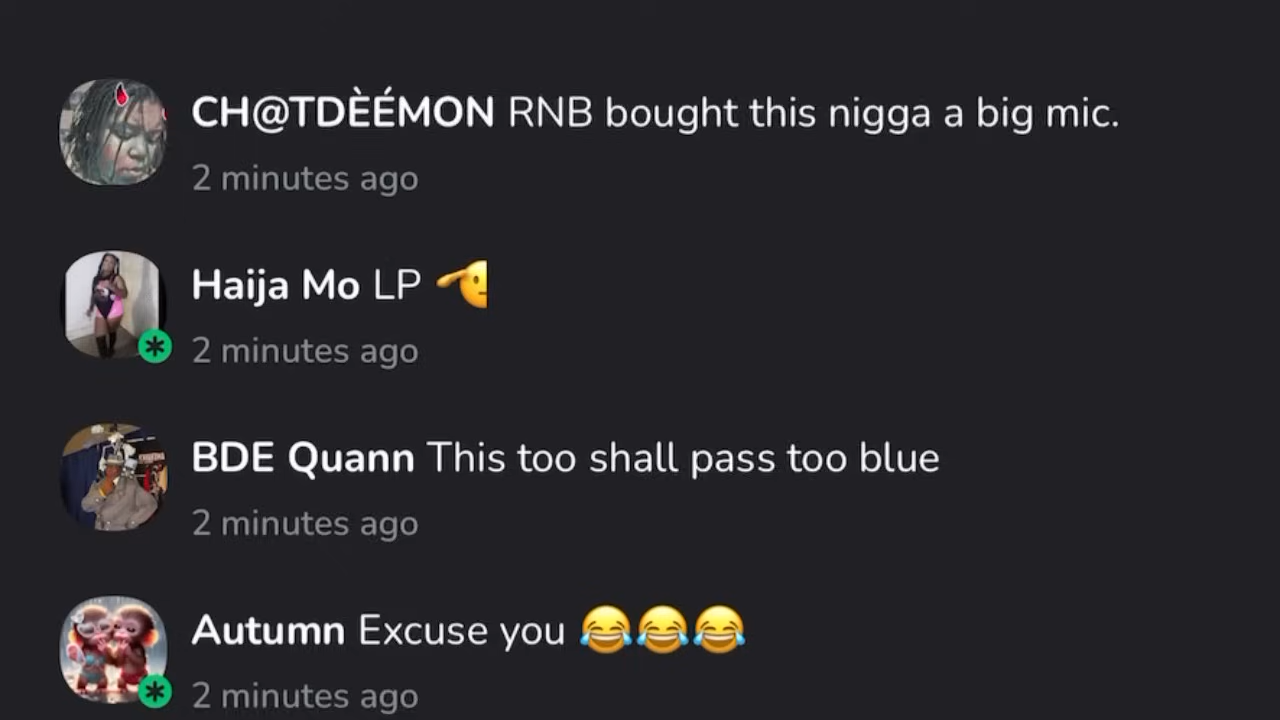 CH@TDÈÉMON RNB bought this nigga a big mic.
2 minutes ago
Haija Mo LP
2 minutes ago
BDE Quann This too shall pass too blue
2 minutes ago
Autumn Excuse you 😂😂😂
2 minutes ago